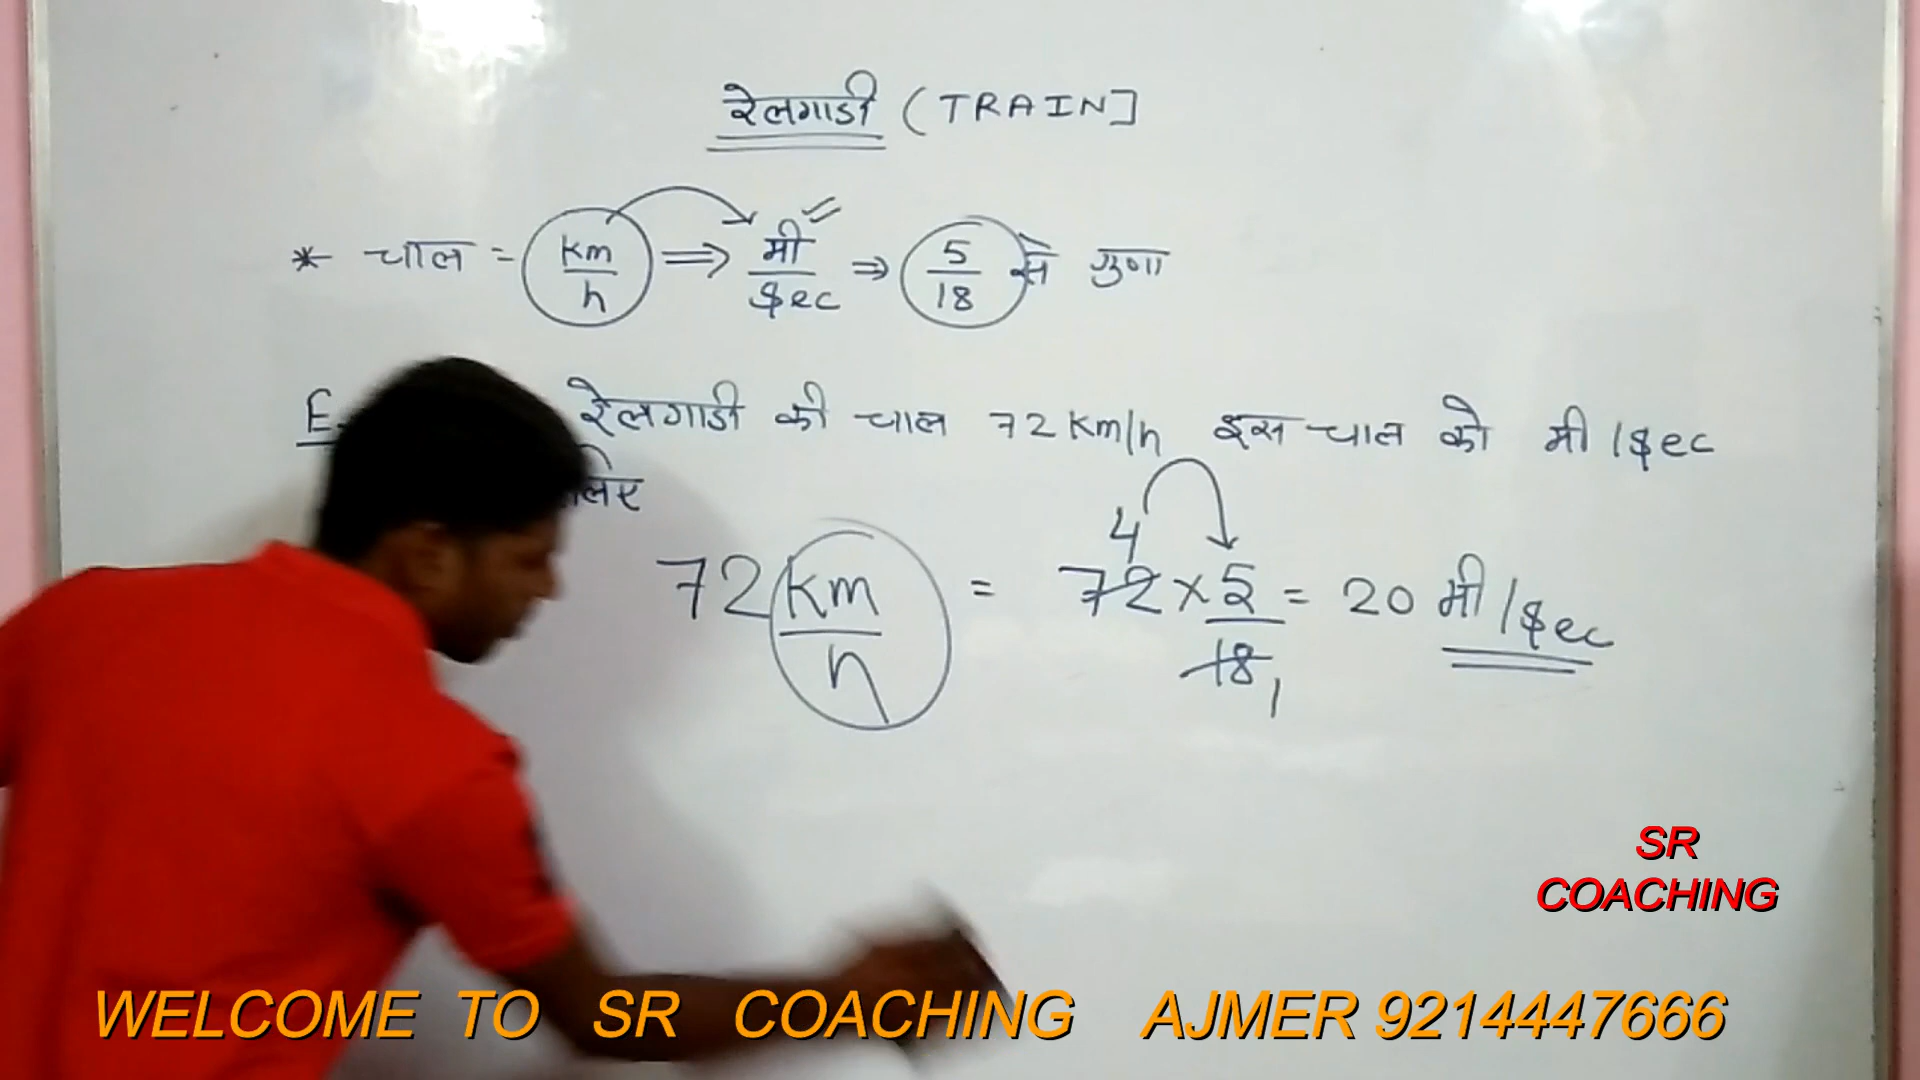 रेलगाडी (TRAIN]
* चाल = km/h ⇒ मी/sec ⇒ 5/18 से गुणा
E. रेलगाडी की चाल 72 km/h इस चाल को मी/sec
लिए
72 km/h = 72 × 5/18 = 20 मी/sec
4
1
SR
COACHING
WELCOME TO SR COACHING AJMER 9214447666